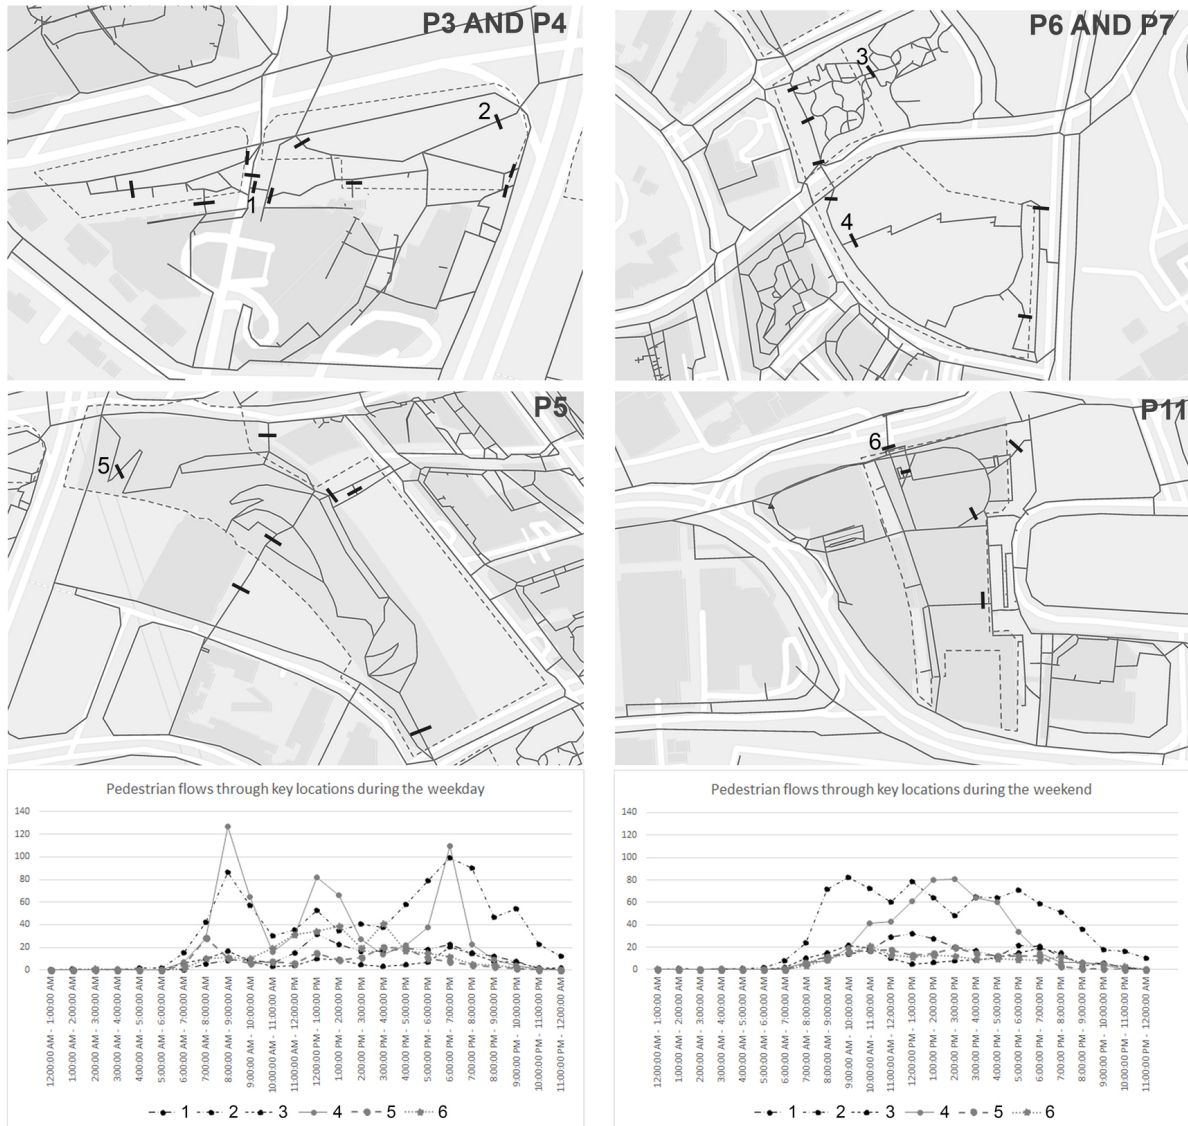 P3 AND P4
2
1
P6 AND P7
3
4
P5
5
P11
6
Pedestrian flows through key locations during the weekday
140
120
100
80
60
40
20
0
12:00:00 AM - 1:00:00 AM
1:00:00 AM - 2:00:00 AM
2:00:00 AM - 3:00:00 AM
3:00:00 AM - 4:00:00 AM
4:00:00 AM - 5:00:00 AM
5:00:00 AM - 6:00:00 AM
6:00:00 AM - 7:00:00 AM
7:00:00 AM - 8:00:00 AM
8:00:00 AM - 9:00:00 AM
9:00:00 AM - 10:00:00 AM
10:00:00 AM - 11:00:00 AM
11:00:00 AM - 12:00:00 PM
12:00:00 PM - 1:00:00 PM
1:00:00 PM - 2:00:00 PM
2:00:00 PM - 3:00:00 PM
3:00:00 PM - 4:00:00 PM
4:00:00 PM - 5:00:00 PM
5:00:00 PM - 6:00:00 PM
6:00:00 PM - 7:00:00 PM
7:00:00 PM - 8:00:00 PM
8:00:00 PM - 9:00:00 PM
9:00:00 PM - 10:00:00 PM
10:00:00 PM - 11:00:00 PM
11:00:00 PM - 12:00:00 AM
1 2 3 4 5 6
Pedestrian flows through key locations during the weekend
140
120
100
80
60
40
20
0
12:00:00 AM - 1:00:00 AM
1:00:00 AM - 2:00:00 AM
2:00:00 AM - 3:00:00 AM
3:00:00 AM - 4:00:00 AM
4:00:00 AM - 5:00:00 AM
5:00:00 AM - 6:00:00 AM
6:00:00 AM - 7:00:00 AM
7:00:00 AM - 8:00:00 AM
8:00:00 AM - 9:00:00 AM
9:00:00 AM - 10:00:00 AM
10:00:00 AM - 11:00:00 AM
11:00:00 AM - 12:00:00 PM
12:00:00 PM - 1:00:00 PM
1:00:00 PM - 2:00:00 PM
2:00:00 PM - 3:00:00 PM
3:00:00 PM - 4:00:00 PM
4:00:00 PM - 5:00:00 PM
5:00:00 PM - 6:00:00 PM
6:00:00 PM - 7:00:00 PM
7:00:00 PM - 8:00:00 PM
8:00:00 PM - 9:00:00 PM
9:00:00 PM - 10:00:00 PM
10:00:00 PM - 11:00:00 PM
11:00:00 PM - 12:00:00 AM
1 2 3 4 5 6